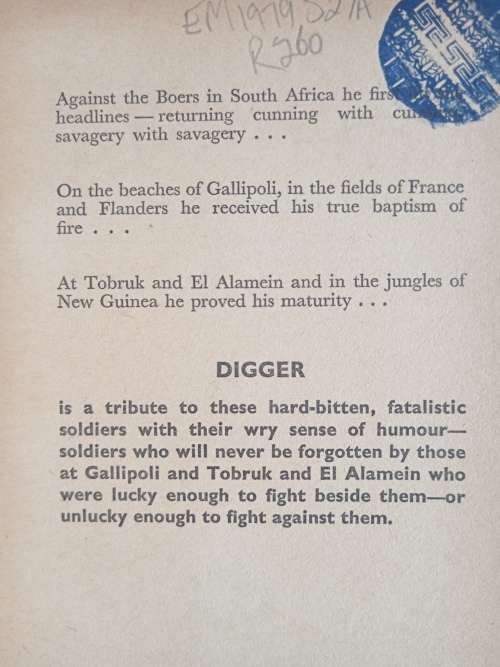 EM1979 S27A
R260
Against the Boers in South Africa he
headlines — returning cunning with
savagery with savagery . . .
On the beaches of Gallipoli, in the fields of France
and Flanders he received his true baptism of
fire . . .
At Tobruk and El Alamein and in the jungles of
New Guinea he proved his maturity . . .
DIGGER
is a tribute to these hard-bitten, fatalistic
soldiers with their wry sense of humour—
soldiers who will never be forgotten by those
at Gallipoli and Tobruk and El Alamein who
were lucky enough to fight beside them—or
unlucky enough to fight against them.